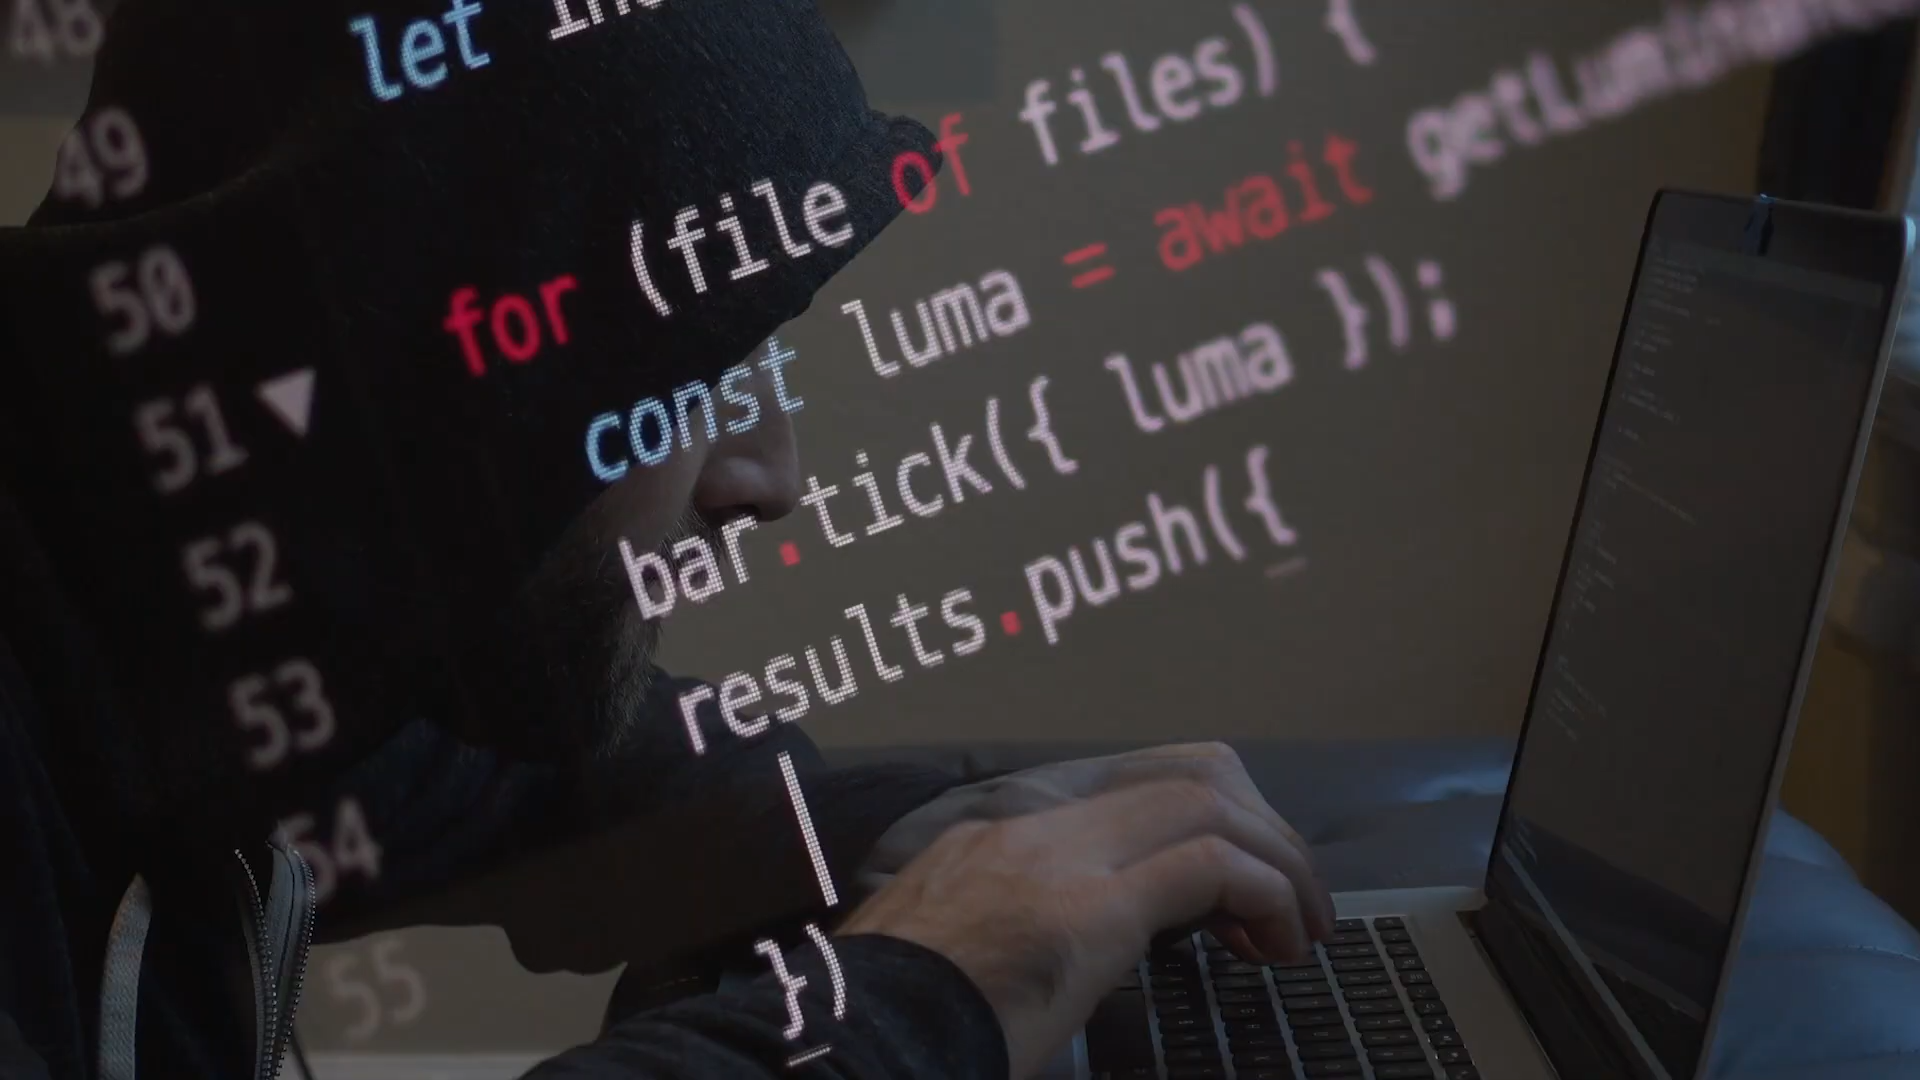 48
49 let
50
51 ▼ for (file of files) {
52 const luma = await getLuminance
53 bar.tick({ luma });
54 results.push({
55
})